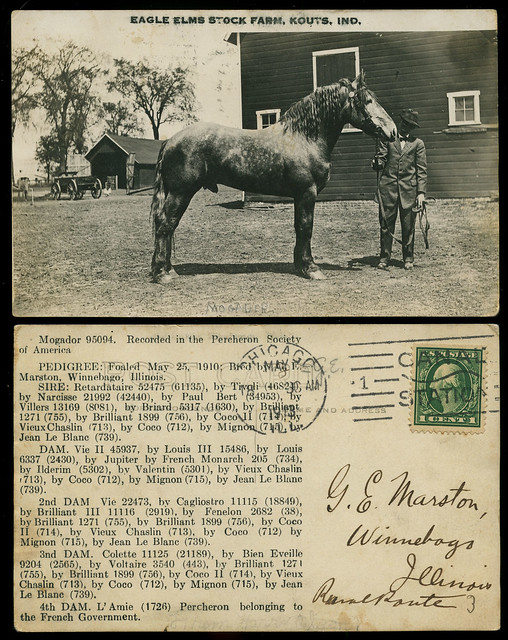 EAGLE ELMS STOCK FARM, KOUTS, IND.
MOGADOR
Mogador 95094. Recorded in the Percheron Society
of America
PEDIGREE: Foaled May 25, 1910; Bred by
Marston, Winnebago, Illinois.
SIRE: Retardataire 52475 (61135), by Tivoli (46824),
by Narcisse 21992 (42440), by Paul Bert (34953), by
Villers 13169 (8081), by Briard 5317 (1630), by Brilliant
1271 (755), by Brilliant 1899 (756), by Coco II (714), by
Vieux Chaslin (713), by Coco (712), by Mignon (715), by
Jean Le Blanc (739).
DAM. Vie II 45937, by Louis III 15486, by Louis
6337 (2430), by Jupiter by French Monarch 205 (734),
by Ilderim (5302), by Valentin (5301), by Vieux Chaslin
(713), by Coco (712), by Mignon (715), by Jean Le Blanc
(739).
2nd DAM Vie 22473, by Cagliostro 11115 (18849),
by Brilliant III 11116 (2919), by Fenelon 2682 (38),
by Brilliant 1271 (755), by Brilliant 1899 (756), by Coco
II (714), by Vieux Chaslin (713), by Coco (712) by
Mignon (715), by Jean Le Blanc (739).
3nd DAM. Colette 11125 (21189), by Bien Eveille
9204 (2565), by Voltaire 3540 (443), by Brilliant 1271
(755), by Brilliant 1899 (756), by Coco II (714), by Vieux
Chaslin (713), by Coco (712), by Mignon (715), by Jean
Le Blanc (739).
4th DAM. L'Amie (1726) Percheron belonging to
the French Government.
CHICAGO
MAY
AM
1
STATION
AND ADDRESS
1 CENT 1
G. E. Marston,
Winnebago
Illinois
Rural Route 3